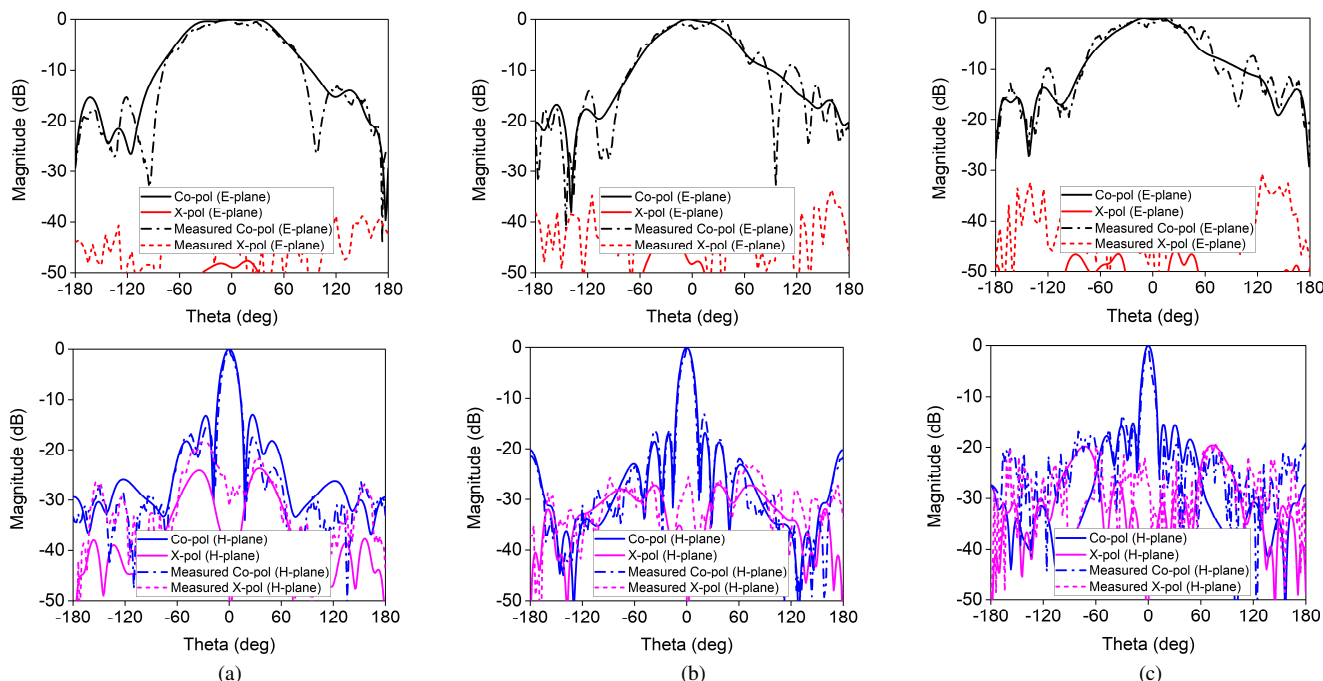 0
-10
-20
-30
-40
-50
Magnitude (dB)
Co-pol (E-plane)
X-pol (E-plane)
Measured Co-pol (E-plane)
Measured X-pol (E-plane)
-180 -120 -60 0 60 120 180
Theta (deg)
0
-10
-20
-30
-40
-50
Magnitude (dB)
Co-pol (E-plane)
X-pol (E-plane)
Measured Co-pol (E-plane)
Measured X-pol (E-plane)
-180 -120 -60 0 60 120 180
Theta (deg)
0
-10
-20
-30
-40
-50
Magnitude (dB)
Co-pol (E-plane)
X-pol (E-plane)
Measured Co-pol (E-plane)
Measured X-pol (E-plane)
-180 -120 -60 0 60 120 180
Theta (deg)
0
-10
-20
-30
-40
-50
Magnitude (dB)
Co-pol (H-plane)
X-pol (H-plane)
Measured Co-pol (H-plane)
Measured X-pol (H-plane)
-180 -120 -60 0 60 120 180
Theta (deg)
(a)
0
-10
-20
-30
-40
-50
Magnitude (dB)
Co-pol (H-plane)
X-pol (H-plane)
Measured Co-pol (H-plane)
Measured X-pol (H-plane)
-180 -120 -60 0 60 120 180
Theta (deg)
(b)
0
-10
-20
-30
-40
-50
Magnitude (dB)
Co-pol (H-plane)
X-pol (H-plane)
Measured Co-pol (H-plane)
Measured X-pol (H-plane)
-180 -120 -60 0 60 120 180
Theta (deg)
(c)